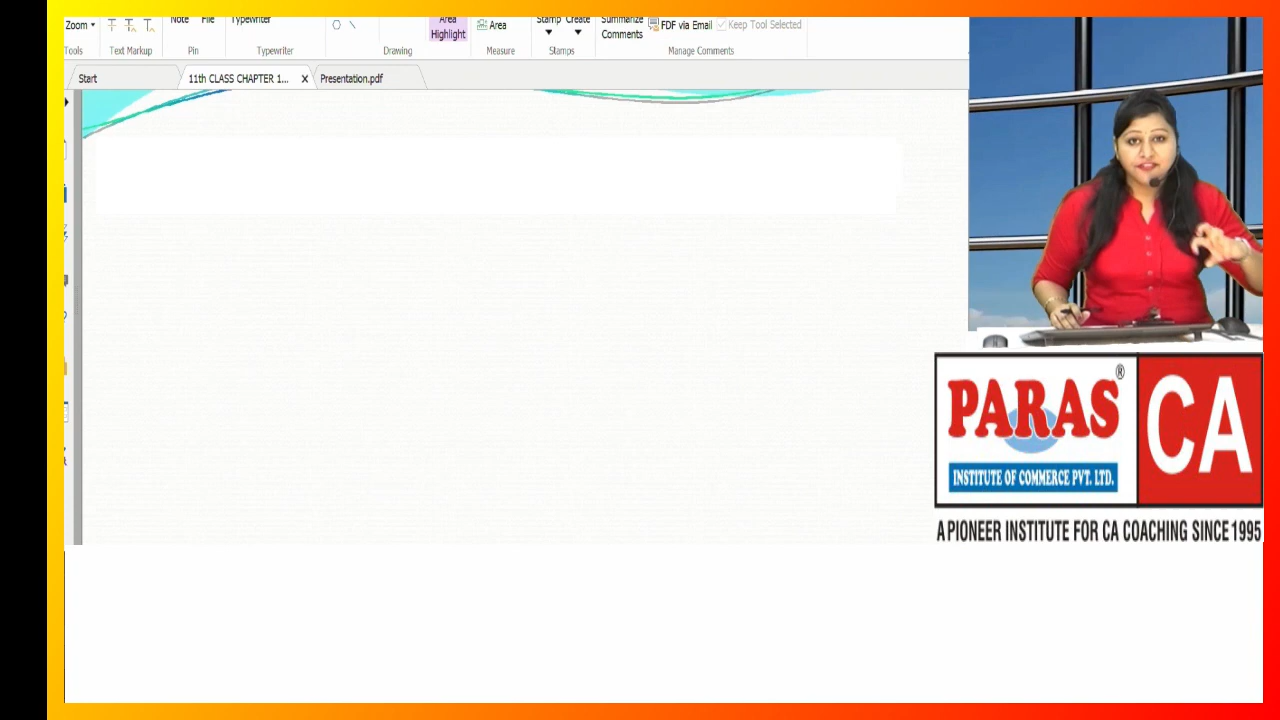 Note File Typewriter Area Stamp Create Summarize
Zoom Highlight Area Comments FDF via Email Keep Tool Selected
Tools Text Markup Pin Typewriter Drawing Measure Stamps Manage Comments
Start 11th CLASS CHAPTER 1... x Presentation.pdf
PARAS ® CA
INSTITUTE OF COMMERCE PVT. LTD.
A PIONEER INSTITUTE FOR CA COACHING SINCE 1995